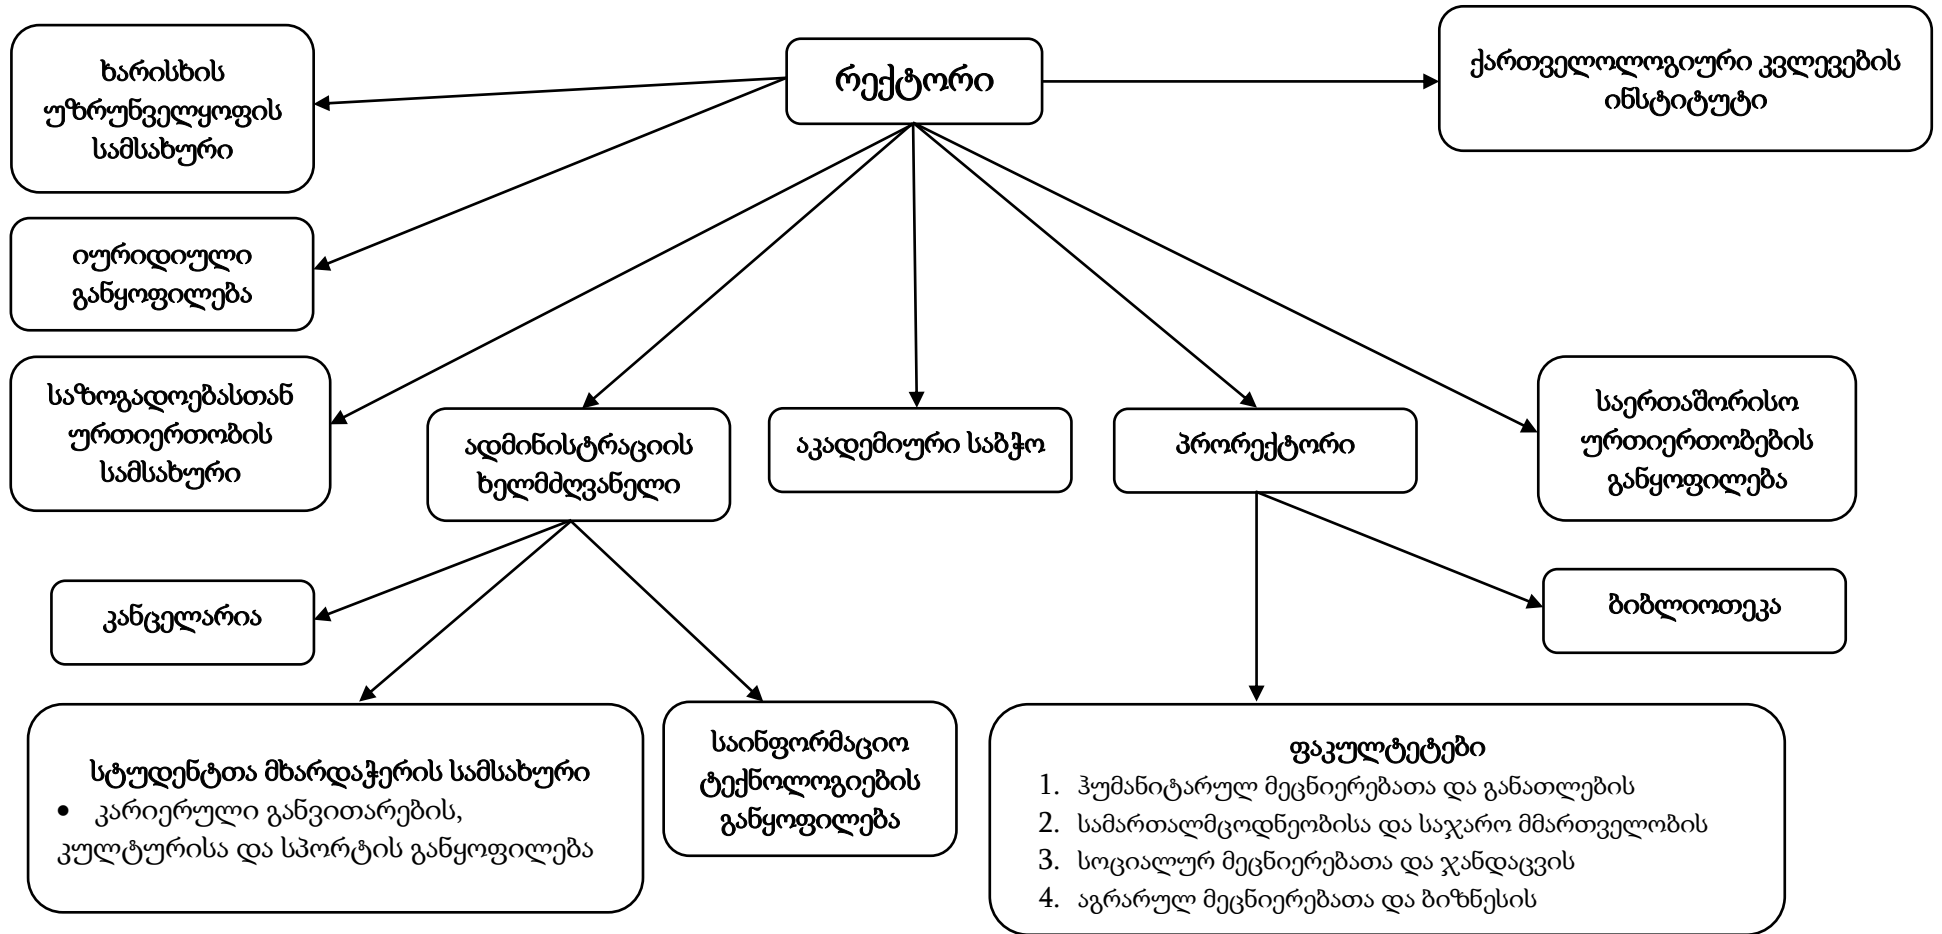 რექტორი
ქართველოლოგიური კვლევების
ინსტიტუტი
ხარისხის
უზრუნველყოფის
სამსახური
იურიდიული
განყოფილება
საზოგადოებასთან
ურთიერთობის
სამსახური
ადმინისტრაციის
ხელმძღვანელი
აკადემიური საბჭო
პრორექტორი
საერთაშორისო
ურთიერთობების
განყოფილება
კანცელარია
ბიბლიოთეკა
სტუდენტთა მხარდაჭერის სამსახური
• კარიერული განვითარების,
კულტურისა და სპორტის განყოფილება
საინფორმაციო
ტექნოლოგიების
განყოფილება
ფაკულტეტები
1. ჰუმანიტარულ მეცნიერებათა და განათლების
2. სამართალმცოდნეობისა და საჯარო მმართველობის
3. სოციალურ მეცნიერებათა და ჯანდაცვის
4. აგრარულ მეცნიერებათა და ბიზნესის